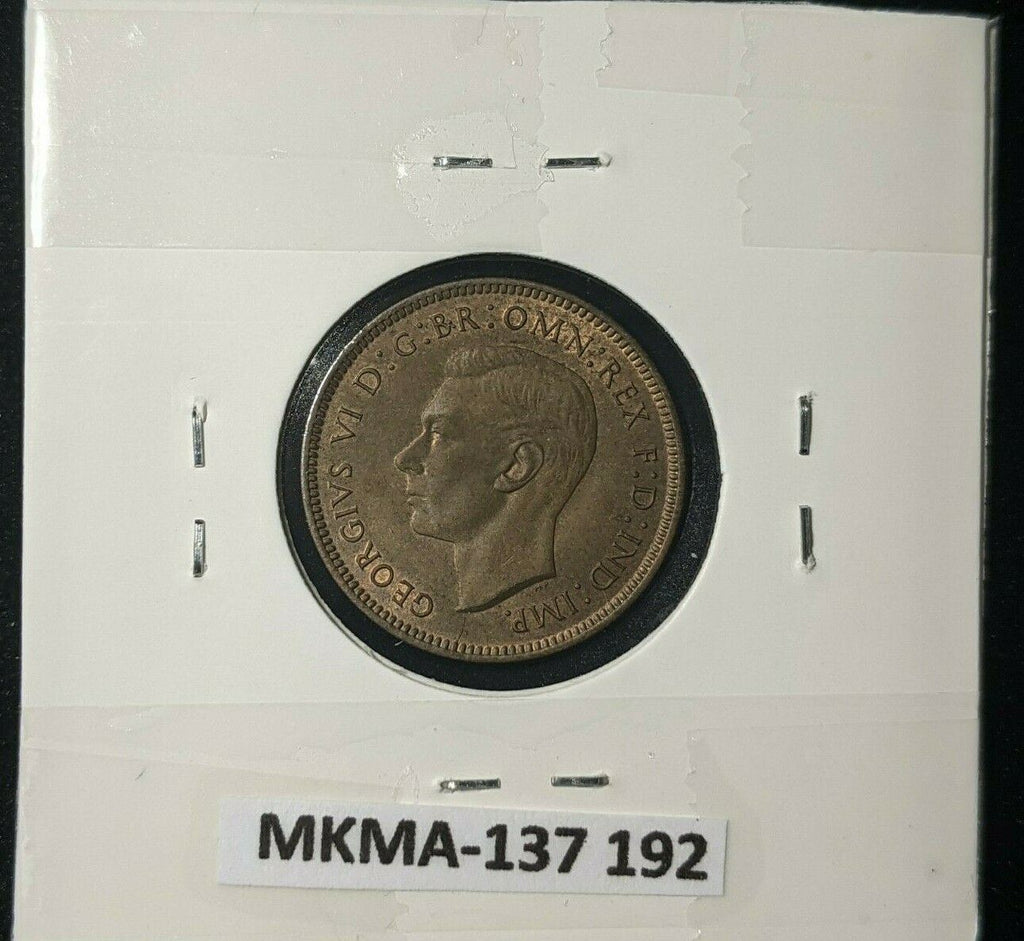 GEORGIVS VI D:G:BR:OMN:REX F:D:IND:IMP.
MKMA-137 192